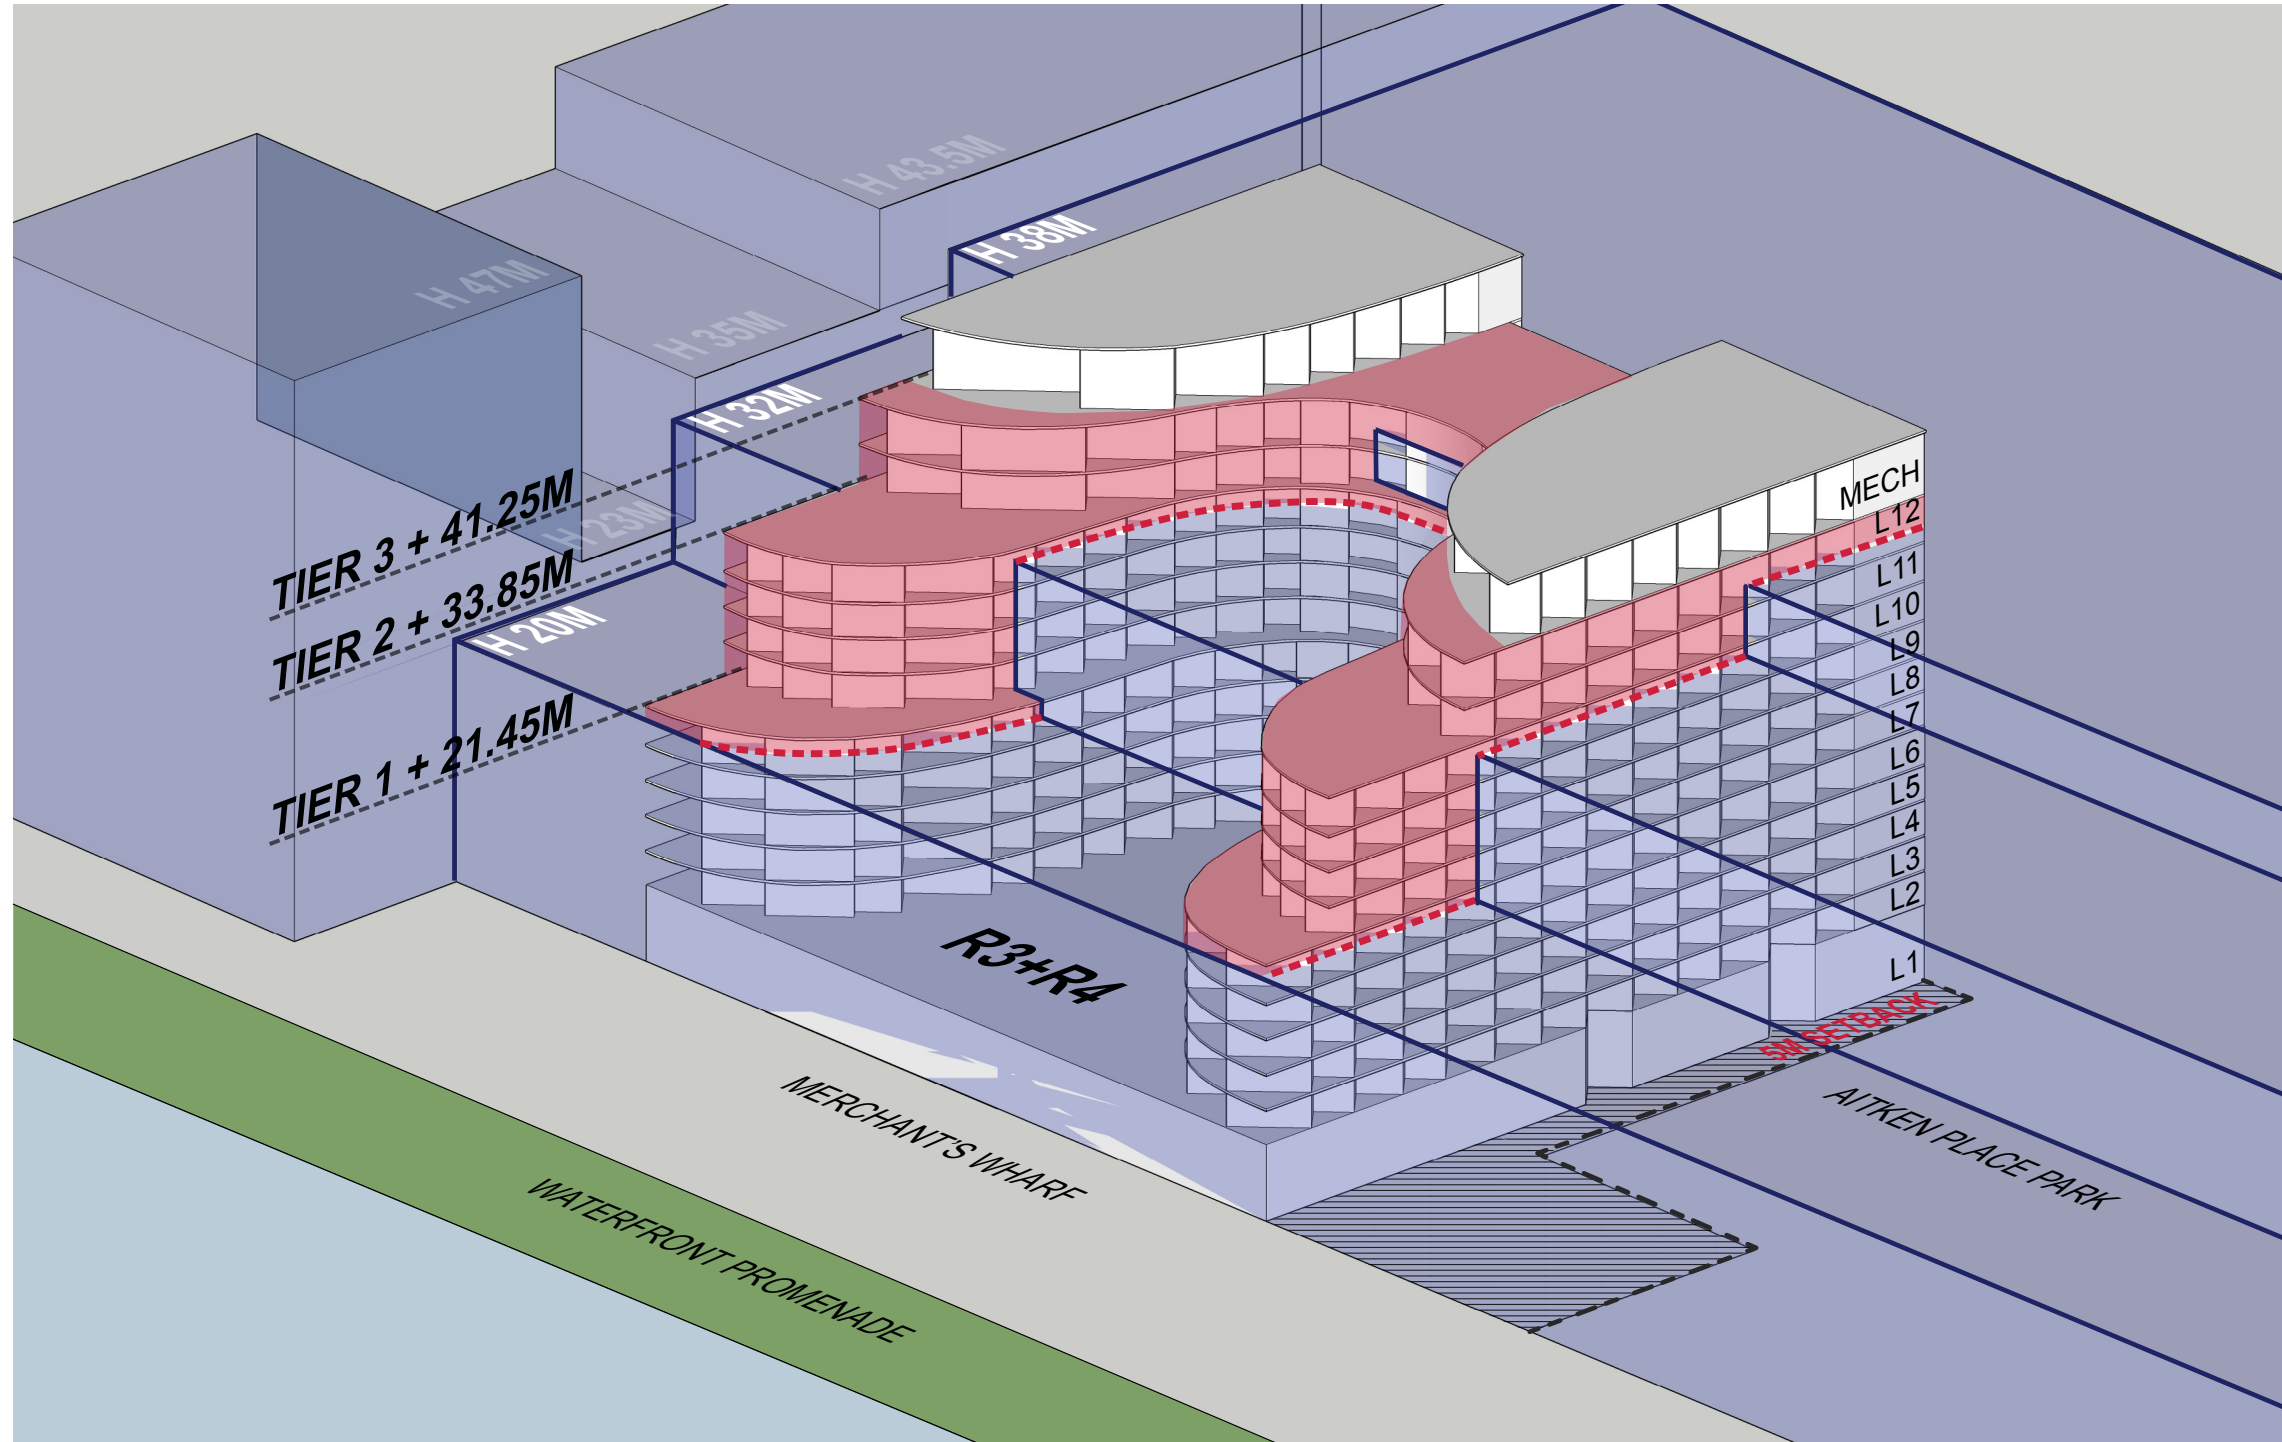 H 43.5M
H 38M
H 47M
H 35M
H 32M
H 23M
H 20M
TIER 3 + 41.25M
TIER 2 + 33.85M
TIER 1 + 21.45M
MECH
L12
L11
L10
L9
L8
L7
L6
L5
L4
L3
L2
L1
R3+R4
5M SETBACK
AITKEN PLACE PARK
MERCHANT'S WHARF
WATERFRONT PROMENADE